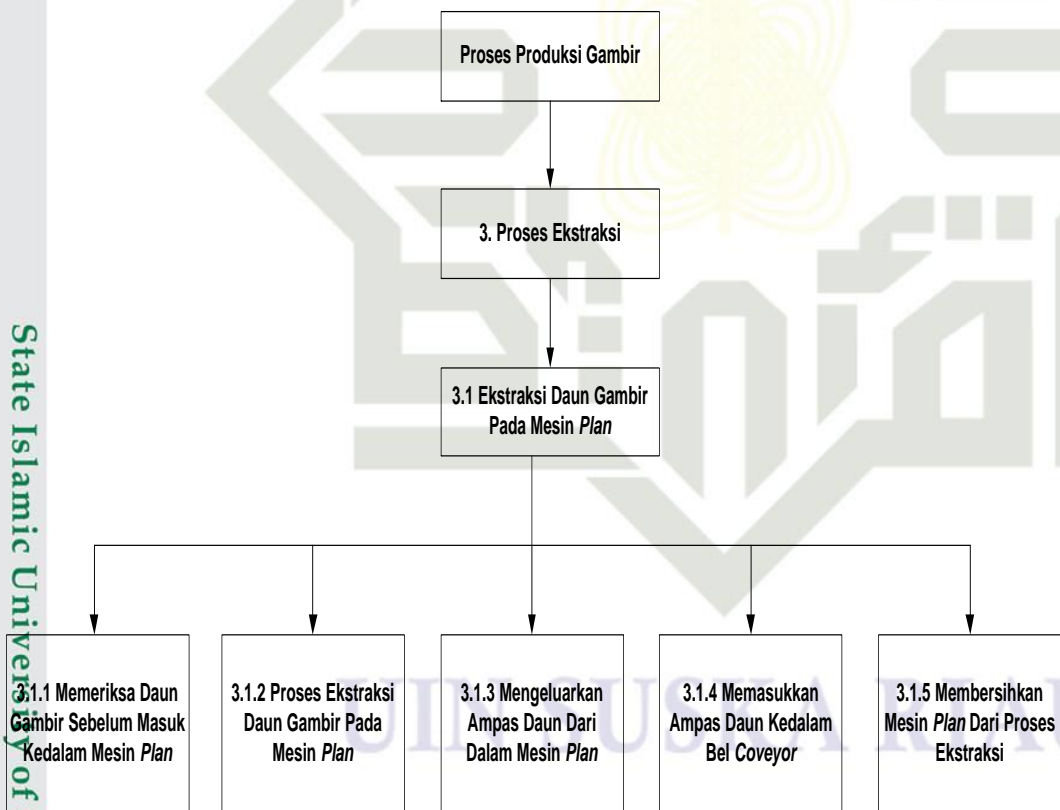 Proses Produksi Gambir
3. Proses Ekstraksi
3.1 Ekstraksi Daun Gambir
Pada Mesin Plan
3.1.1 Memeriksa Daun
Gambir Sebelum Masuk
Kedalam Mesin Plan
3.1.2 Proses Ekstraksi
Daun Gambir Pada
Mesin Plan
3.1.3 Mengeluarkan
Ampas Daun Dari
Dalam Mesin Plan
3.1.4 Memasukkan
Ampas Daun Kedalam
Bel Coveyor
3.1.5 Membersihkan
Mesin Plan Dari Proses
Ekstraksi
State Islamic University of
UIN SUSKA RIAU